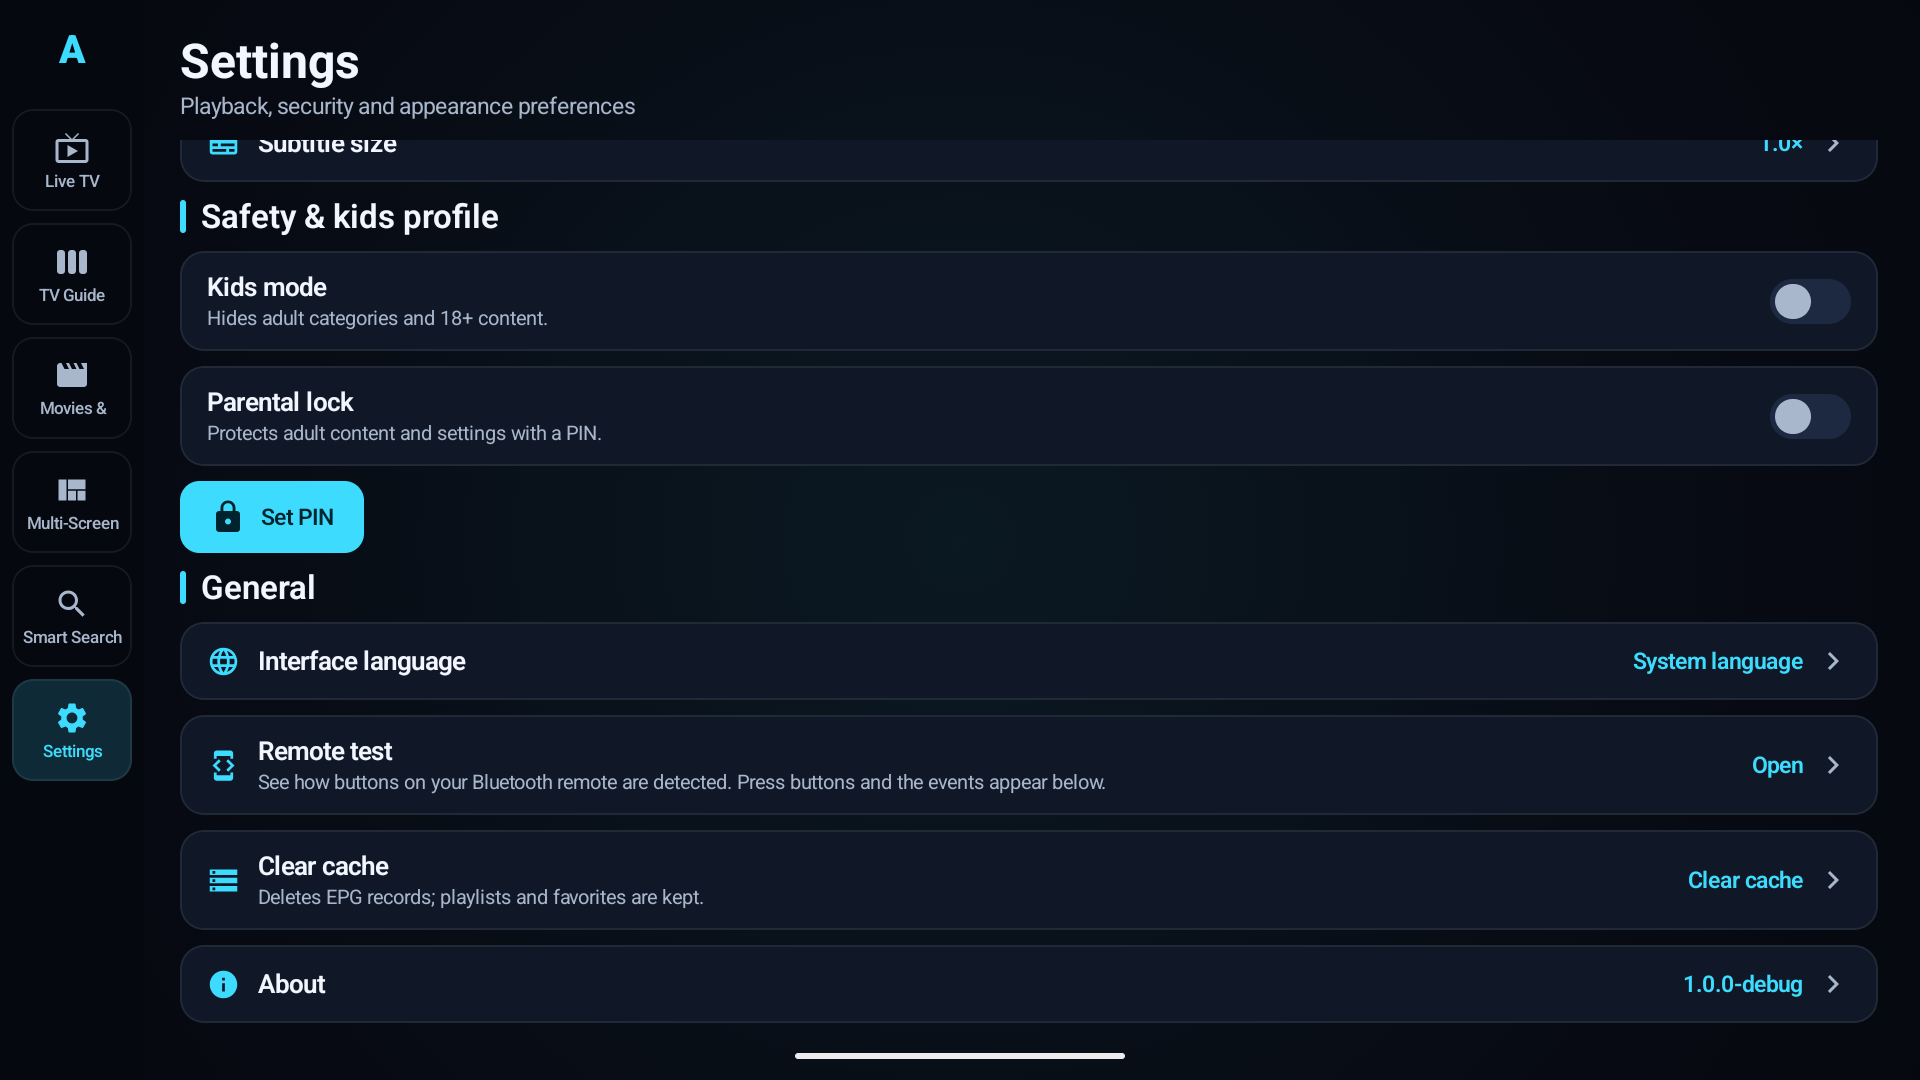 A
Settings
Playback, security and appearance preferences
Live TV
TV Guide
Movies &
Multi-Screen
Smart Search
Settings
Subtitle size
1.0×
Safety & kids profile
Kids mode
Hides adult categories and 18+ content.
Parental lock
Protects adult content and settings with a PIN.
Set PIN
General
Interface language
System language
Remote test
See how buttons on your Bluetooth remote are detected. Press buttons and the events appear below.
Open
Clear cache
Deletes EPG records; playlists and favorites are kept.
Clear cache
About
1.0.0-debug